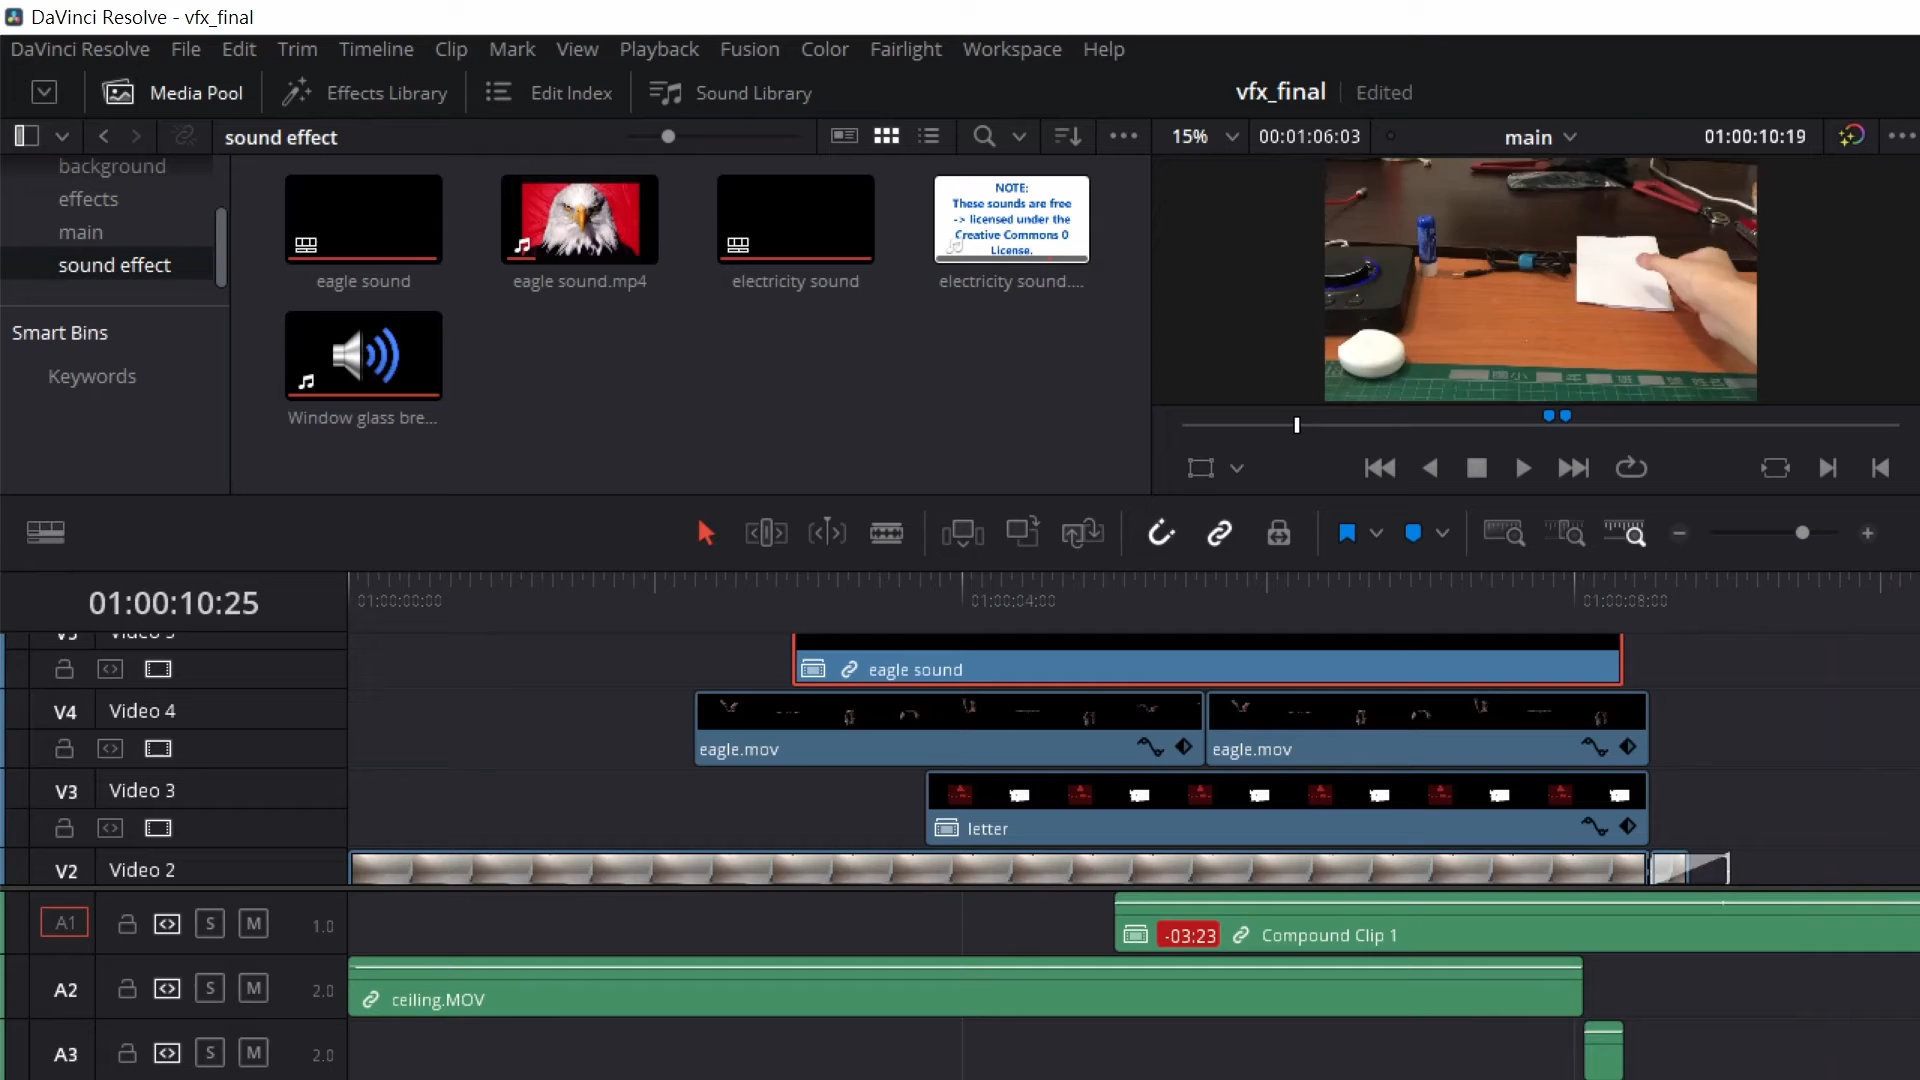 DaVinci Resolve - vfx_final
DaVinci Resolve File Edit Trim Timeline Clip Mark View Playback Fusion Color Fairlight Workspace Help
Media Pool Effects Library Edit Index Sound Library vfx_final Edited
sound effect 15% 00:01:06:03 main 01:00:10:19
background
effects
main
sound effect
Smart Bins
Keywords
NOTE:
These sounds are free
-> licensed under the
Creative Commons 0
License.
eagle sound eagle sound.mp4 electricity sound electricity sound....
Window glass bre...
01:00:10:25 01:00:00:00 01:00:04:00 01:00:08:00
eagle sound
V4 Video 4
eagle.mov eagle.mov
V3 Video 3
letter
V2 Video 2
A1 S M 1.0 -03:23 Compound Clip 1
A2 S M 2.0 ceiling.MOV
A3 S M 2.0